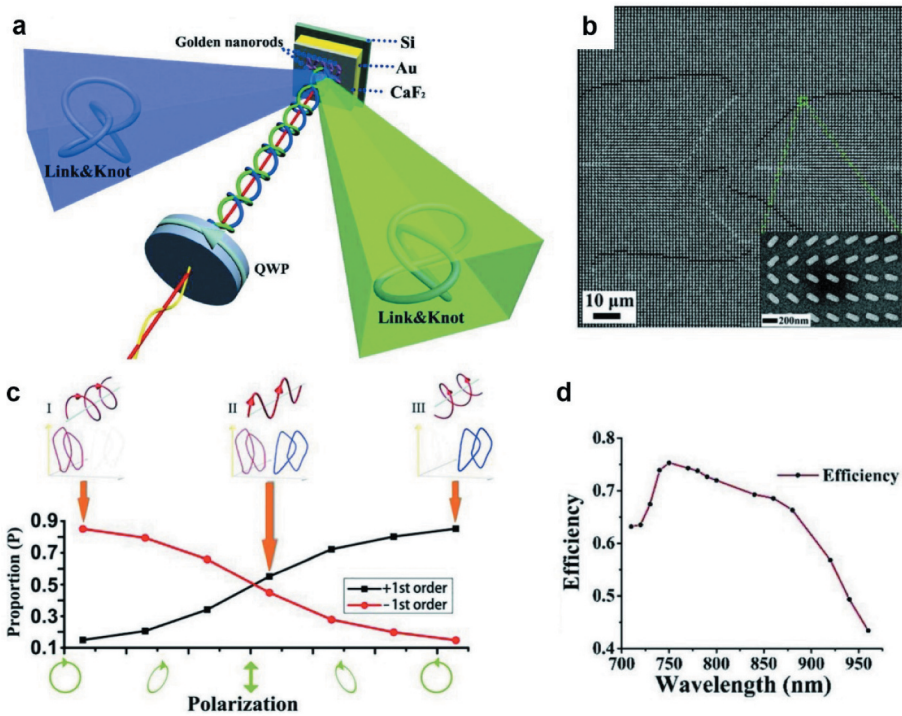 a
Golden nanorods
Si
Au
CaF₂
Link&Knot
QWP
Link&Knot
b
10 μm
200nm
c
I
II
III
Proportion (P)
0.9
0.7
0.5
0.3
0.1
+1st order
−1st order
Polarization
d
Efficiency
0.8
0.7
0.6
0.5
0.4
Efficiency
700 750 800 850 900 950
Wavelength (nm)